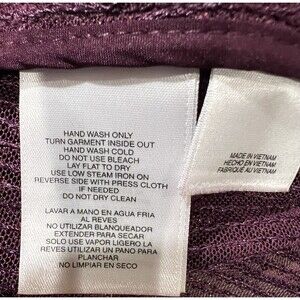 HAND WASH ONLY
TURN GARMENT INSIDE OUT
HAND WASH COLD
DO NOT USE BLEACH
LAY FLAT TO DRY
USE LOW STEAM IRON ON
REVERSE SIDE WITH PRESS CLOTH
IF NEEDED
DO NOT DRY CLEAN
LAVAR A MANO EN AGUA FRIA
AL REVES
NO UTILIZAR BLANQUEADOR
EXTENDER PARA SECAR
SOLO USE VAPOR LIGERO LA
REVES UTILIZAR UN PANO PARA
PLANCHAR
NO LIMPIAR EN SECO
MADE IN VIETNAM
HECHO EN VIETNAM
FABRIQUÉ AU VIETNAM